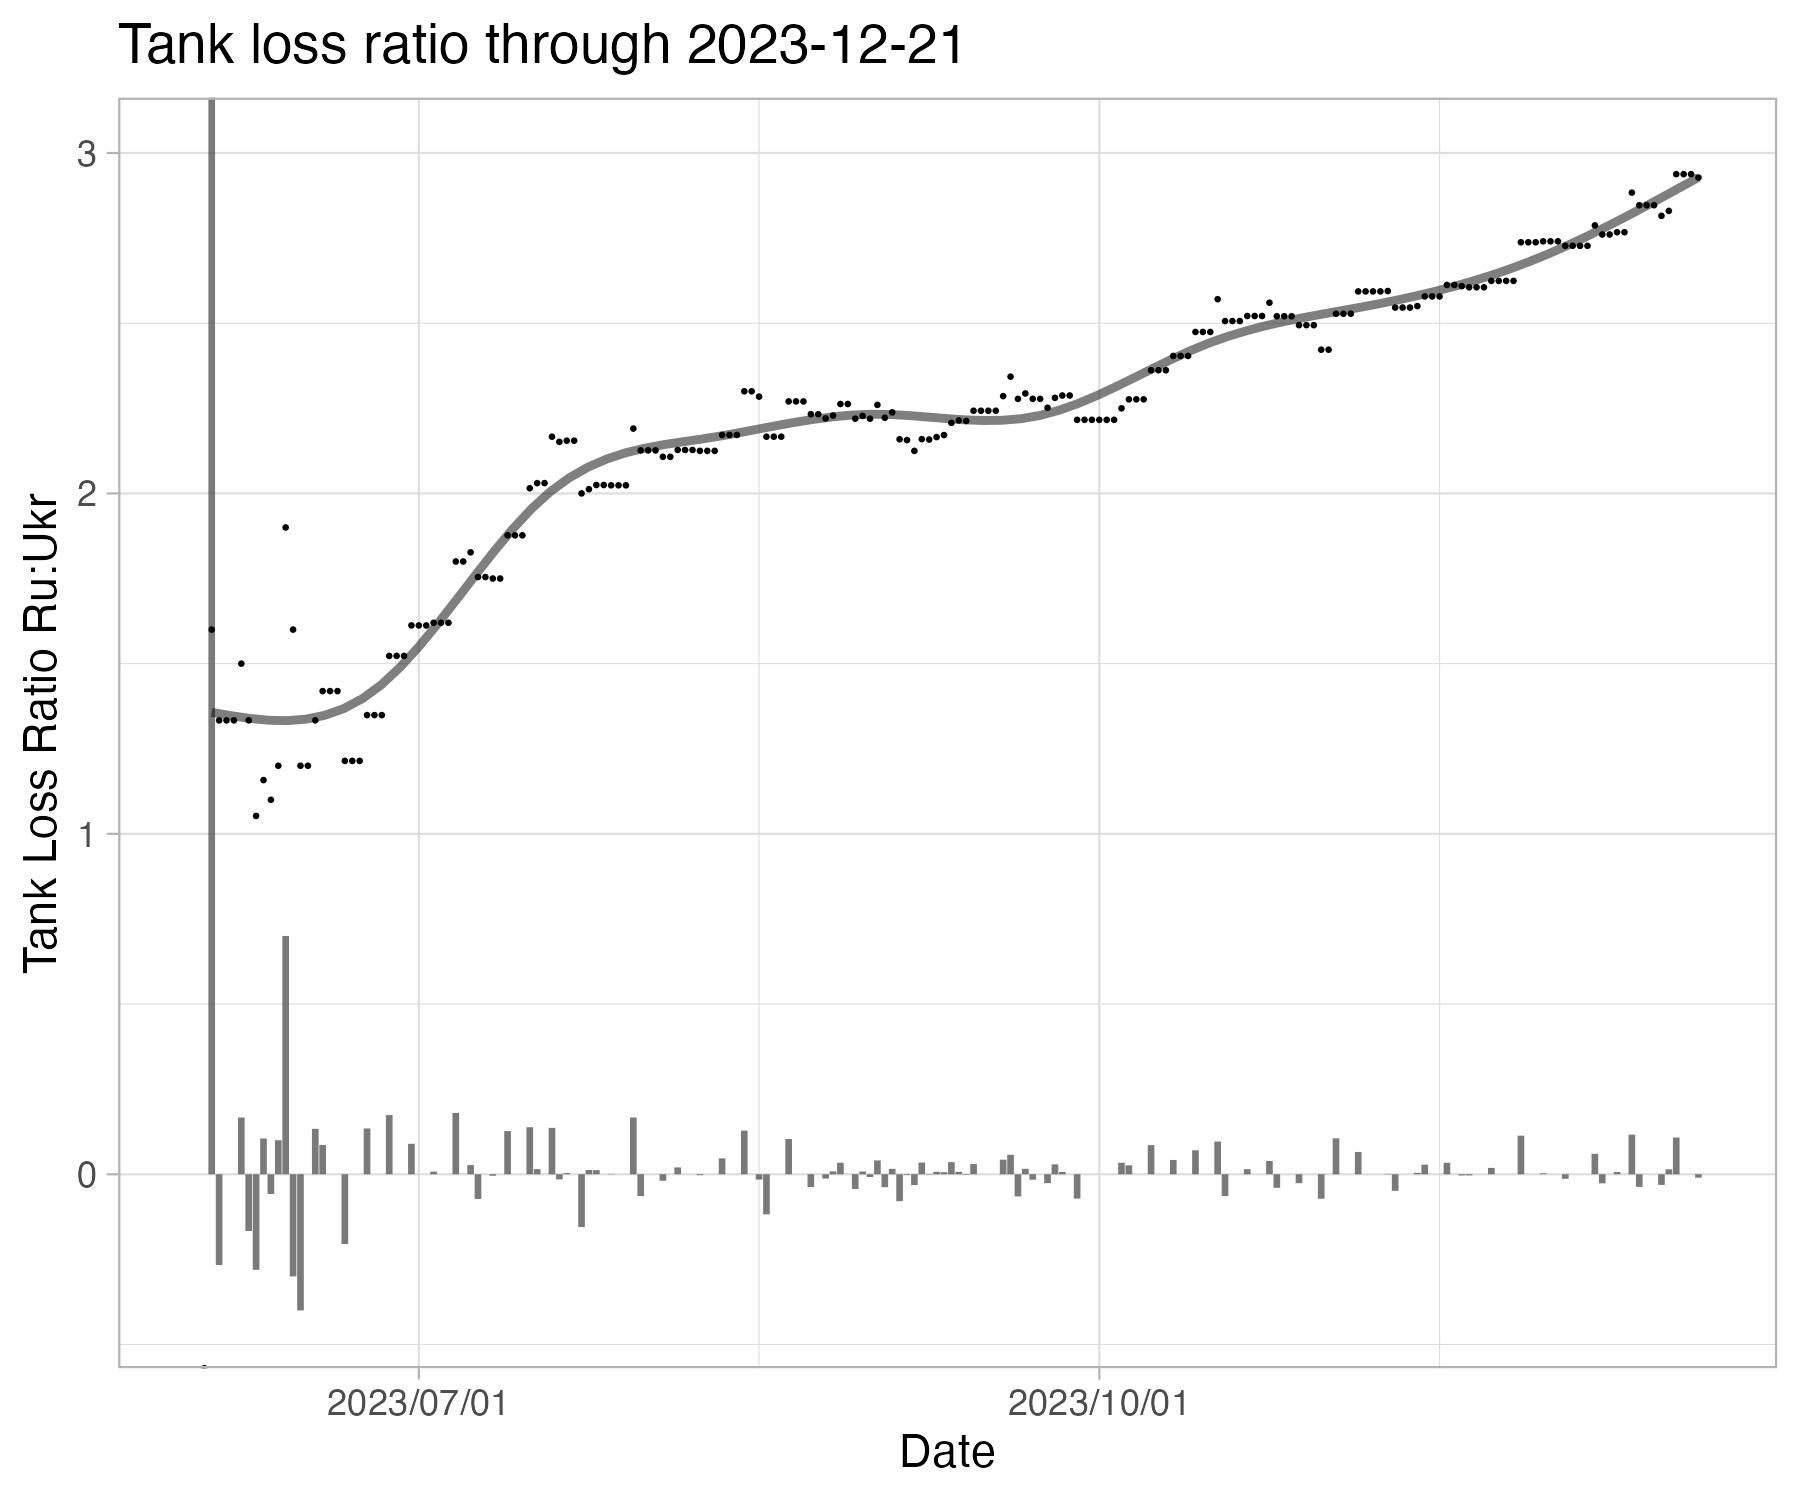 Tank loss ratio through 2023-12-21
Tank Loss Ratio Ru:Ukr
3
2
1
0
2023/07/01
2023/10/01
Date